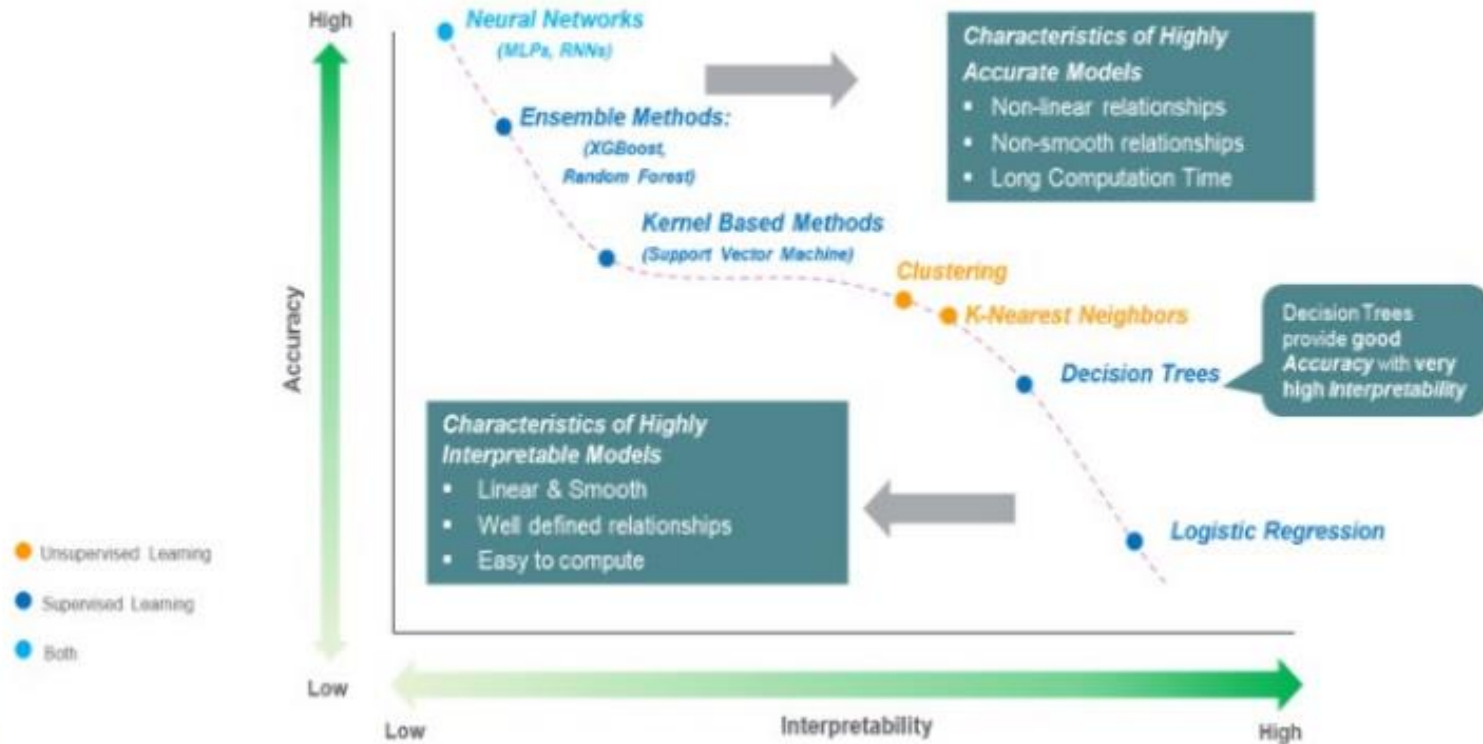 High
Neural Networks
(MLPs, RNNs)
Ensemble Methods:
(XGBoost,
Random Forest)
Kernel Based Methods
(Support Vector Machine)
Clustering
K-Nearest Neighbors
Decision Trees
Logistic Regression
Characteristics of Highly
Accurate Models
▪ Non-linear relationships
▪ Non-smooth relationships
▪ Long Computation Time
Decision Trees
provide good
Accuracy with very
high Interpretability
Accuracy
Characteristics of Highly
Interpretable Models
▪ Linear & Smooth
▪ Well defined relationships
▪ Easy to compute
Unsupervised Learning
Supervised Learning
Both
Low
Low
Interpretability
High